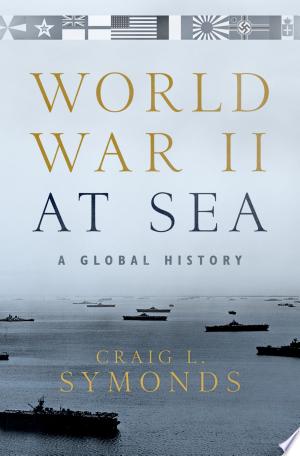 WORLD
WAR II
AT SEA
A GLOBAL HISTORY
CRAIG L.
SYMONDS